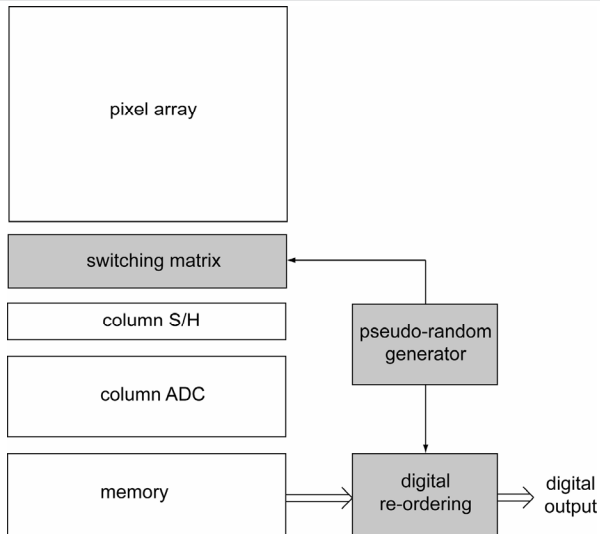 pixel array
switching matrix
column S/H
pseudo-random
generator
column ADC
memory
digital
re-ordering
digital
output